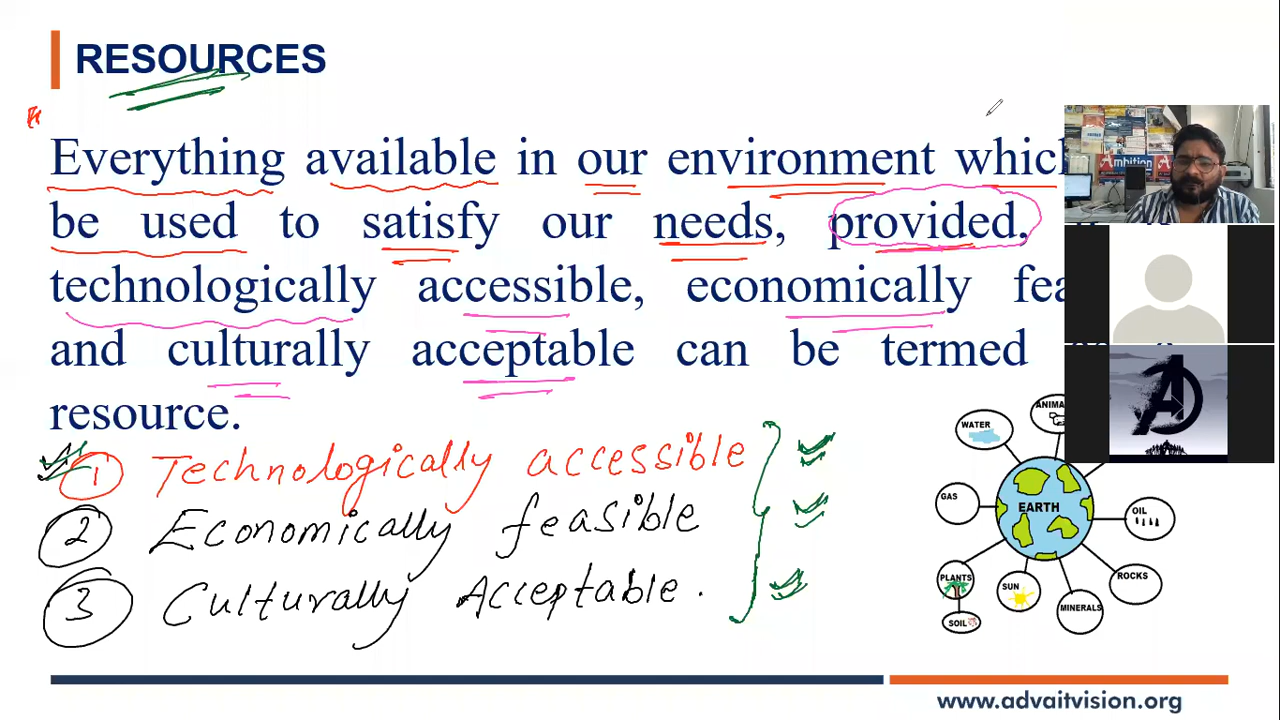 RESOURCES
Everything available in our environment which
be used to satisfy our needs, provided,
technologically accessible, economically
and culturally acceptable can be termed
resource.
1 Technologically accessible
2 Economically feasible
3 Culturally Acceptable.
Ambition
WATER
GAS
EARTH
OIL
PLANTS
SUN
ROCKS
MINERALS
SOIL
www.advaitvision.org